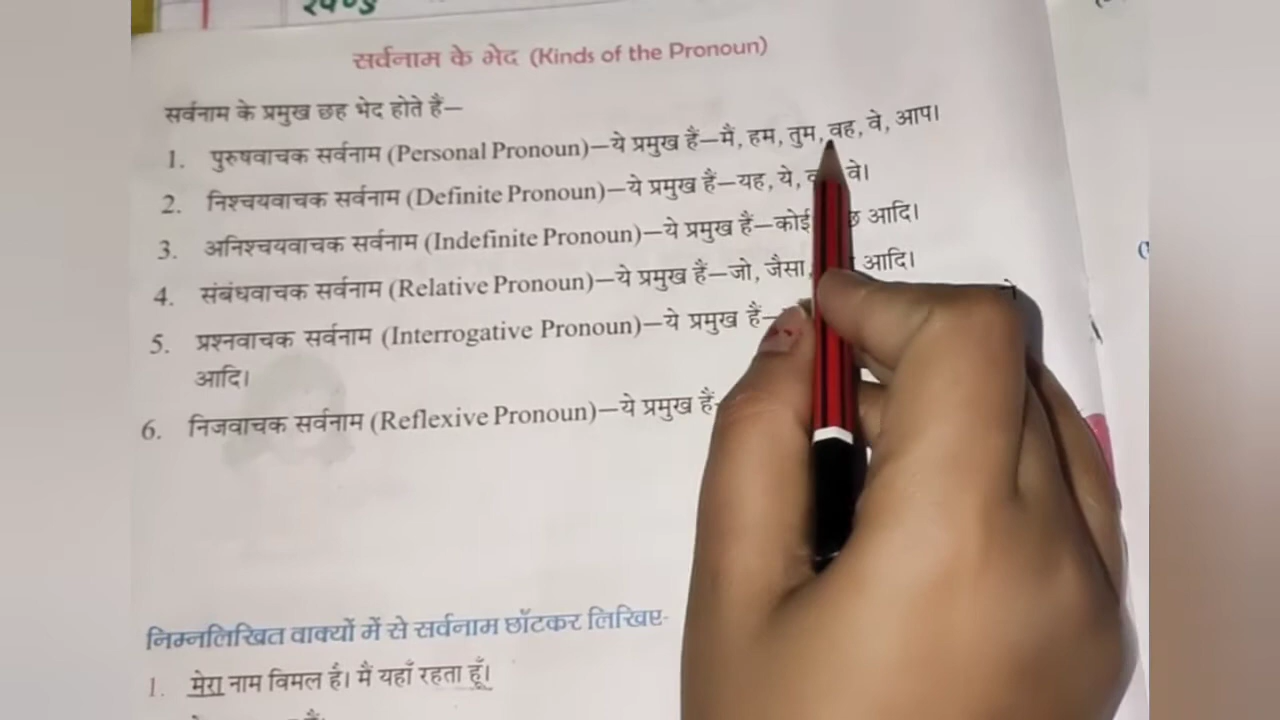 सर्वनाम के भेद (Kinds of the Pronoun)
सर्वनाम के प्रमुख छह भेद होते हैं—
1. पुरुषवाचक सर्वनाम (Personal Pronoun)—ये प्रमुख हैं—मैं, हम, तुम, वह, वे, आप।
2. निश्चयवाचक सर्वनाम (Definite Pronoun)—ये प्रमुख हैं—यह, ये, वे।
3. अनिश्चयवाचक सर्वनाम (Indefinite Pronoun)—ये प्रमुख हैं—कोई आदि।
4. संबंधवाचक सर्वनाम (Relative Pronoun)—ये प्रमुख हैं—जो, जैसा, आदि।
5. प्रश्नवाचक सर्वनाम (Interrogative Pronoun)—ये प्रमुख हैं—
आदि।
6. निजवाचक सर्वनाम (Reflexive Pronoun)—ये प्रमुख हैं
निम्नलिखित वाक्यों में से सर्वनाम छाँटकर लिखिए-
1. मेरा नाम विमल है। मैं यहाँ रहता हूँ।